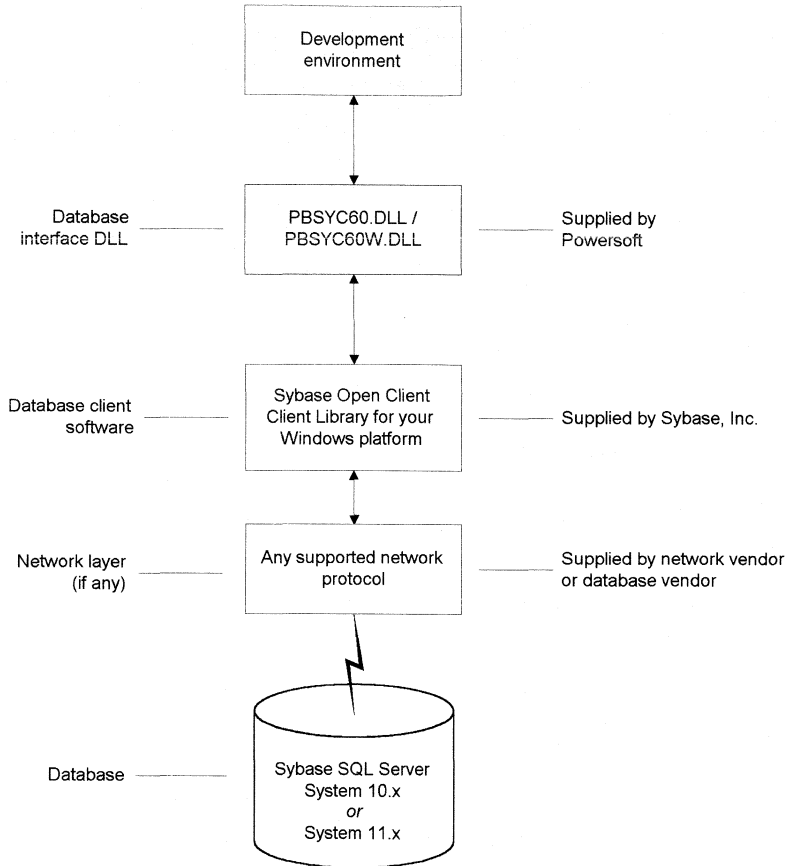 Development
environment
Database
interface DLL
PBSYC60.DLL /
PBSYC60W.DLL
Supplied by
Powersoft
Database client
software
Sybase Open Client
Client Library for your
Windows platform
Supplied by Sybase, Inc.
Network layer
(if any)
Any supported network
protocol
Supplied by network vendor
or database vendor
Database
Sybase SQL Server
System 10.x
or
System 11.x